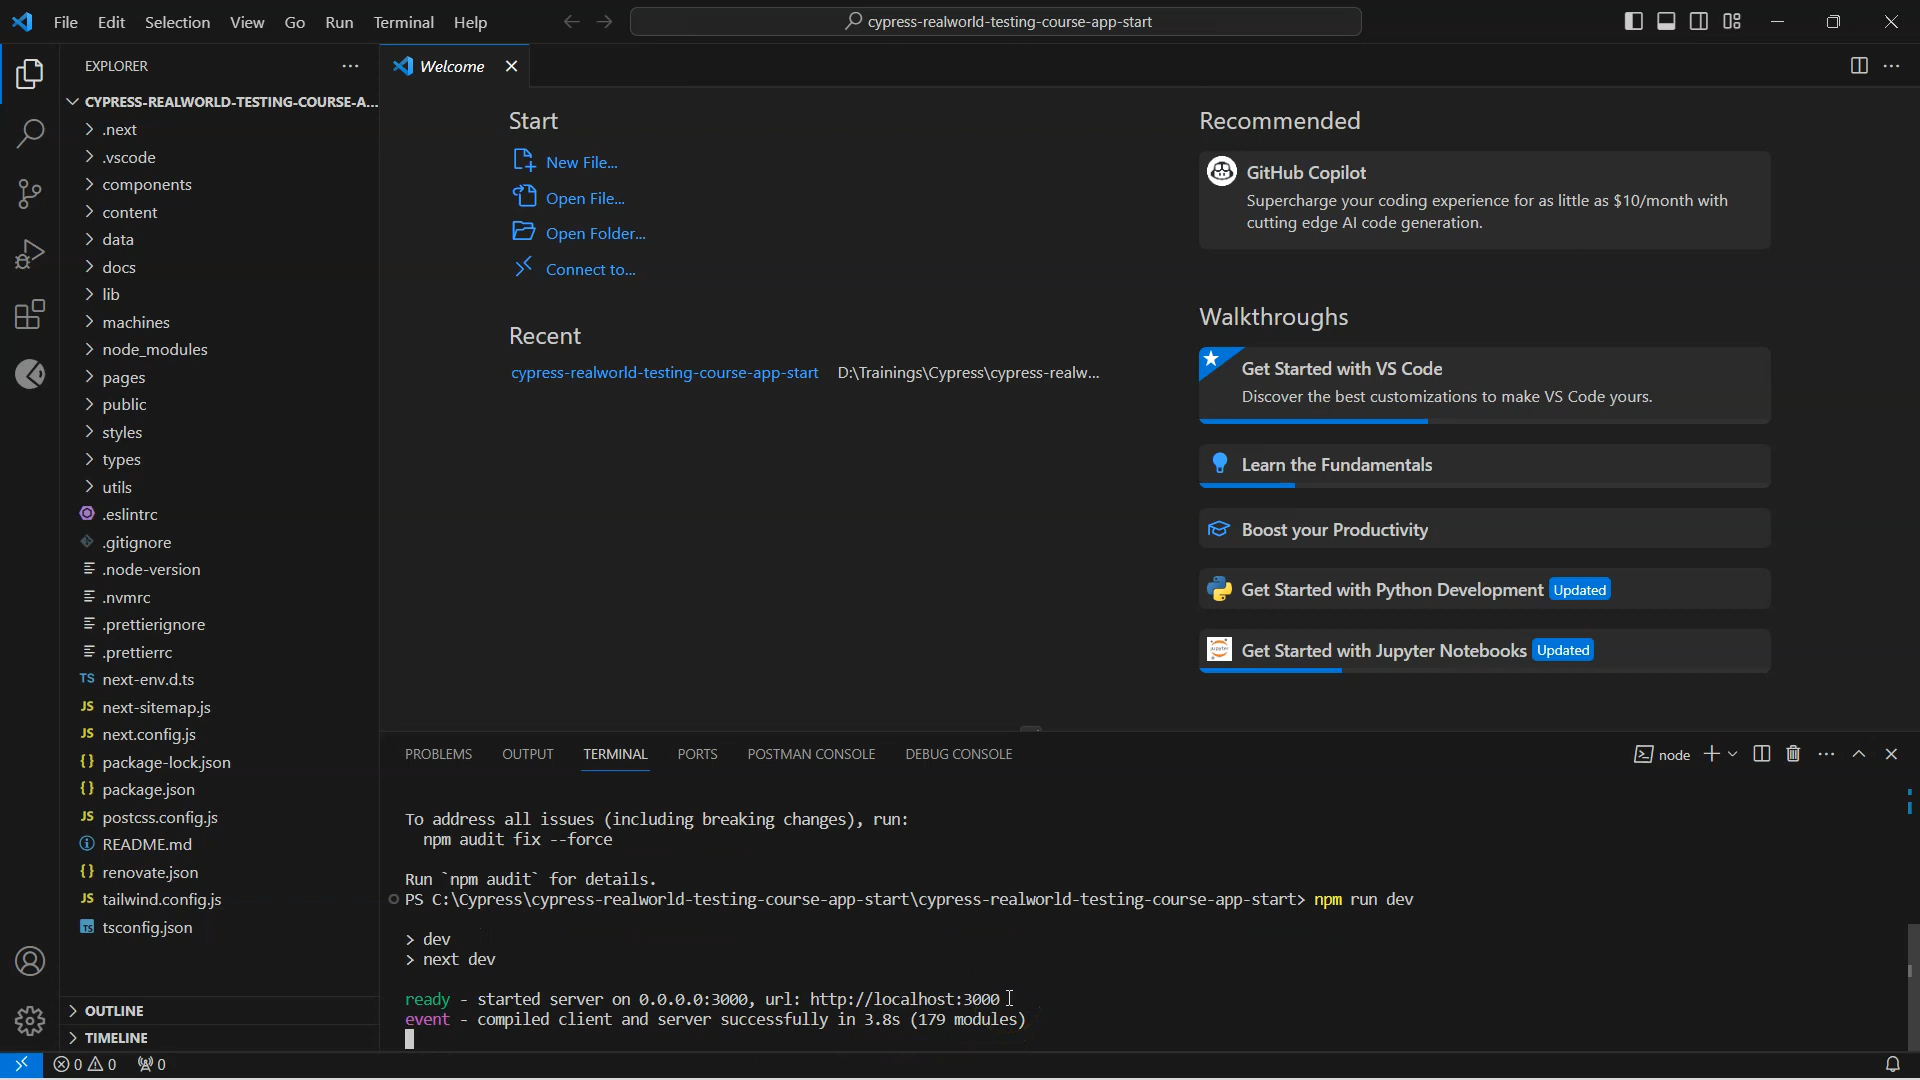 File Edit Selection View Go Run Terminal Help
cypress-realworld-testing-course-app-start
EXPLORER
CYPRESS-REALWORLD-TESTING-COURSE-A...
.next
.vscode
components
content
data
docs
lib
machines
node_modules
pages
public
styles
types
utils
.eslintrc
.gitignore
.node-version
.nvmrc
.prettierignore
.prettierrc
TS next-env.d.ts
JS next-sitemap.js
JS next.config.js
{} package-lock.json
{} package.json
JS postcss.config.js
README.md
{} renovate.json
JS tailwind.config.js
TS tsconfig.json
OUTLINE
TIMELINE
Welcome
Start
New File...
Open File...
Open Folder...
Connect to...
Recent
cypress-realworld-testing-course-app-start D:\Trainings\Cypress\cypress-realw...
Recommended
GitHub Copilot
Supercharge your coding experience for as little as $10/month with
cutting edge AI code generation.
Walkthroughs
Get Started with VS Code
Discover the best customizations to make VS Code yours.
Learn the Fundamentals
Boost your Productivity
Get Started with Python Development Updated
Get Started with Jupyter Notebooks Updated
PROBLEMS OUTPUT TERMINAL PORTS POSTMAN CONSOLE DEBUG CONSOLE
node
To address all issues (including breaking changes), run:
npm audit fix --force
Run `npm audit` for details.
PS C:\Cypress\cypress-realworld-testing-course-app-start\cypress-realworld-testing-course-app-start> npm run dev
> dev
> next dev
ready - started server on 0.0.0.0:3000, url: http://localhost:3000
event - compiled client and server successfully in 3.8s (179 modules)
0 0 0